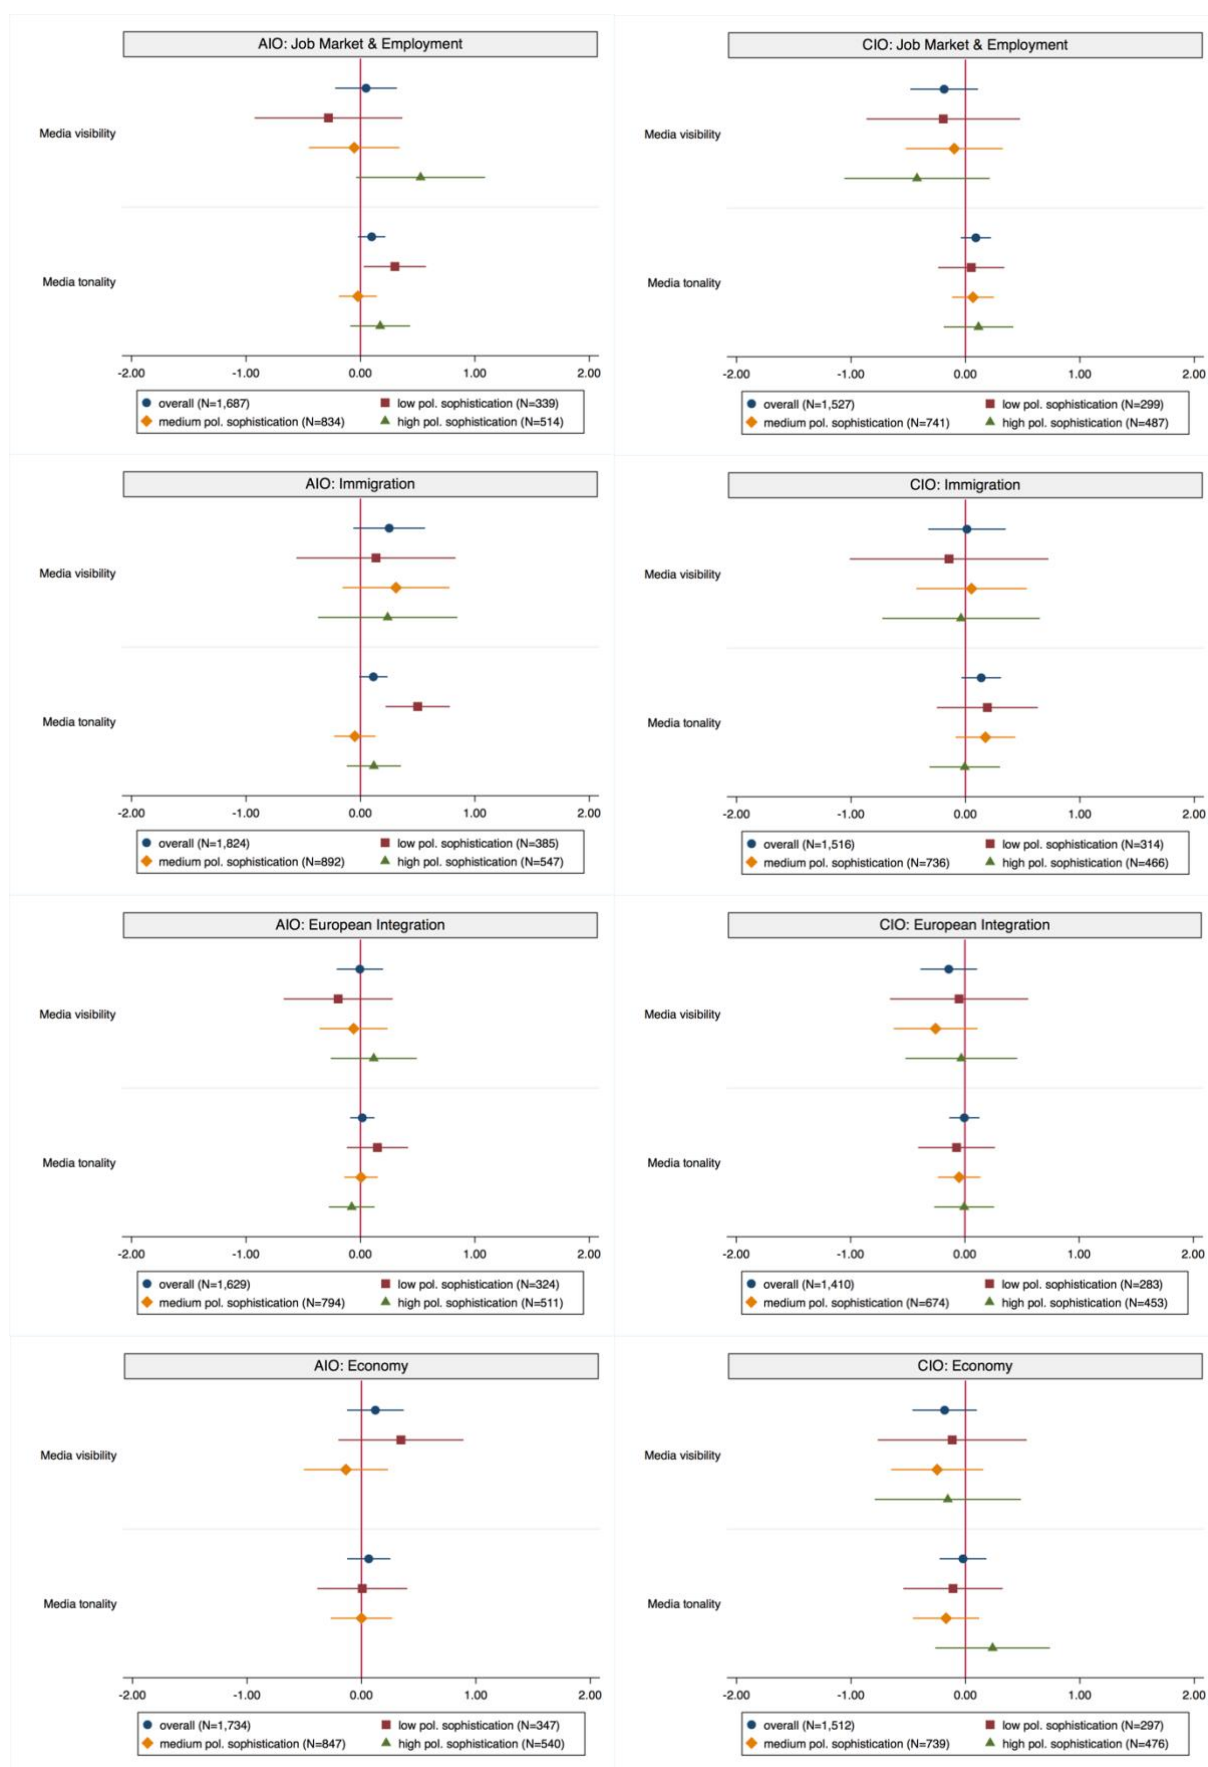 AIO: Job Market & Employment
Media visibility
Media tonality
-2.00 -1.00 0.00 1.00 2.00
overall (N=1,687) low pol. sophistication (N=339)
medium pol. sophistication (N=834) high pol. sophistication (N=514)
CIO: Job Market & Employment
Media visibility
Media tonality
-2.00 -1.00 0.00 1.00 2.00
overall (N=1,527) low pol. sophistication (N=299)
medium pol. sophistication (N=741) high pol. sophistication (N=487)
AIO: Immigration
Media visibility
Media tonality
-2.00 -1.00 0.00 1.00 2.00
overall (N=1,824) low pol. sophistication (N=385)
medium pol. sophistication (N=892) high pol. sophistication (N=547)
CIO: Immigration
Media visibility
Media tonality
-2.00 -1.00 0.00 1.00 2.00
overall (N=1,516) low pol. sophistication (N=314)
medium pol. sophistication (N=736) high pol. sophistication (N=466)
AIO: European Integration
Media visibility
Media tonality
-2.00 -1.00 0.00 1.00 2.00
overall (N=1,629) low pol. sophistication (N=324)
medium pol. sophistication (N=794) high pol. sophistication (N=511)
CIO: European Integration
Media visibility
Media tonality
-2.00 -1.00 0.00 1.00 2.00
overall (N=1,410) low pol. sophistication (N=283)
medium pol. sophistication (N=674) high pol. sophistication (N=453)
AIO: Economy
Media visibility
Media tonality
-2.00 -1.00 0.00 1.00 2.00
overall (N=1,734) low pol. sophistication (N=347)
medium pol. sophistication (N=847) high pol. sophistication (N=540)
CIO: Economy
Media visibility
Media tonality
-2.00 -1.00 0.00 1.00 2.00
overall (N=1,512) low pol. sophistication (N=297)
medium pol. sophistication (N=739) high pol. sophistication (N=476)